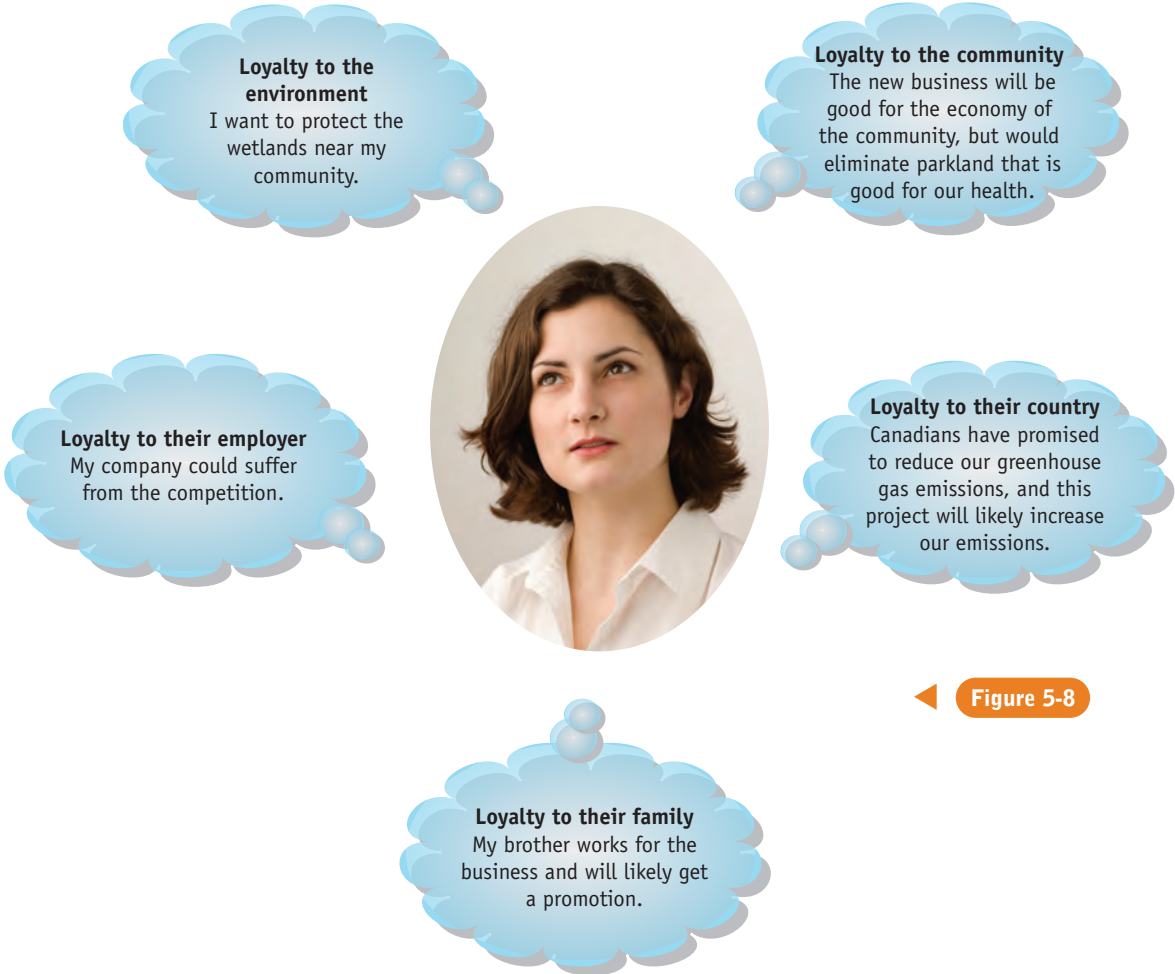 Loyalty to the
environment
I want to protect the
wetlands near my
community.
Loyalty to the community
The new business will be
good for the economy of
the community, but would
eliminate parkland that is
good for our health.
Loyalty to their employer
My company could suffer
from the competition.
Loyalty to their country
Canadians have promised
to reduce our greenhouse
gas emissions, and this
project will likely increase
our emissions.
Figure 5-8
Loyalty to their family
My brother works for the
business and will likely get
a promotion.